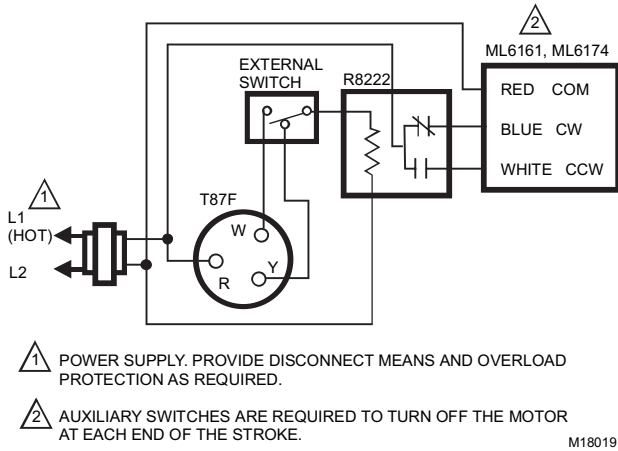 2
ML6161, ML6174
EXTERNAL
SWITCH
R8222
RED COM
BLUE CW
WHITE CCW
1
L1
(HOT)
L2
T87F
W
R
Y
1 POWER SUPPLY. PROVIDE DISCONNECT MEANS AND OVERLOAD
PROTECTION AS REQUIRED.
2 AUXILIARY SWITCHES ARE REQUIRED TO TURN OFF THE MOTOR
AT EACH END OF THE STROKE.
M18019